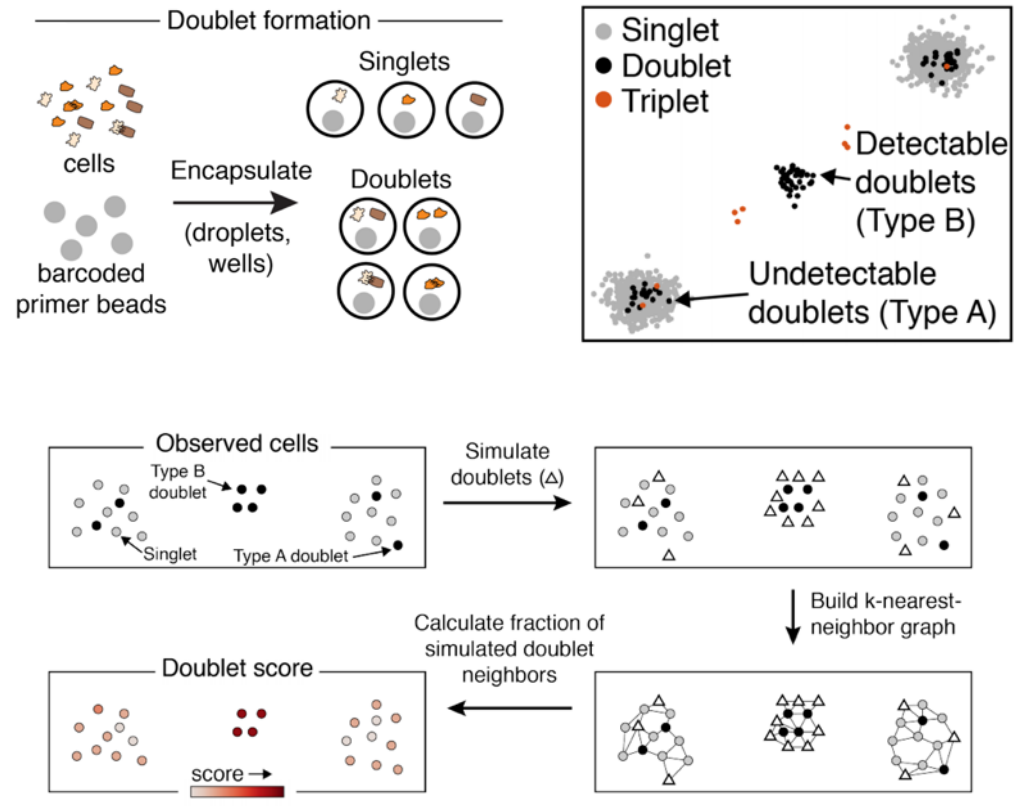 Doublet formation
cells
barcoded
primer beads
Encapsulate
(droplets,
wells)
Singlets
Doublets
Singlet
Doublet
Triplet
Detectable
doublets
(Type B)
Undetectable
doublets (Type A)
Observed cells
Type B
doublet
Singlet
Type A doublet
Simulate
doublets (△)
Build k-nearest-
neighbor graph
Calculate fraction of
simulated doublet
neighbors
Doublet score
score →